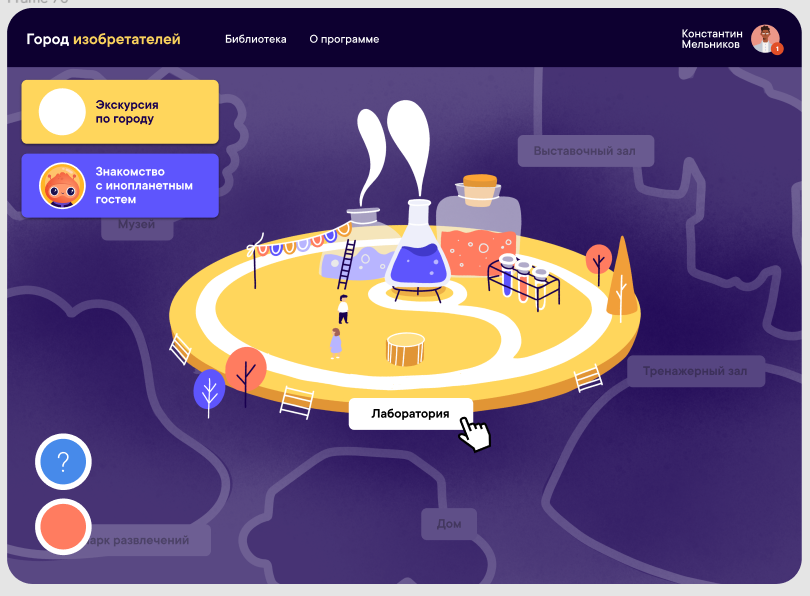 Frame 76
Город изобретателей
Библиотека
О программе
Константин
Мельников
1
Экскурсия
по городу
Знакомство
с инопланетным
гостем
Выставочный зал
Музей
Тренажерный зал
Лаборатория
?
Дом
арк развлечений